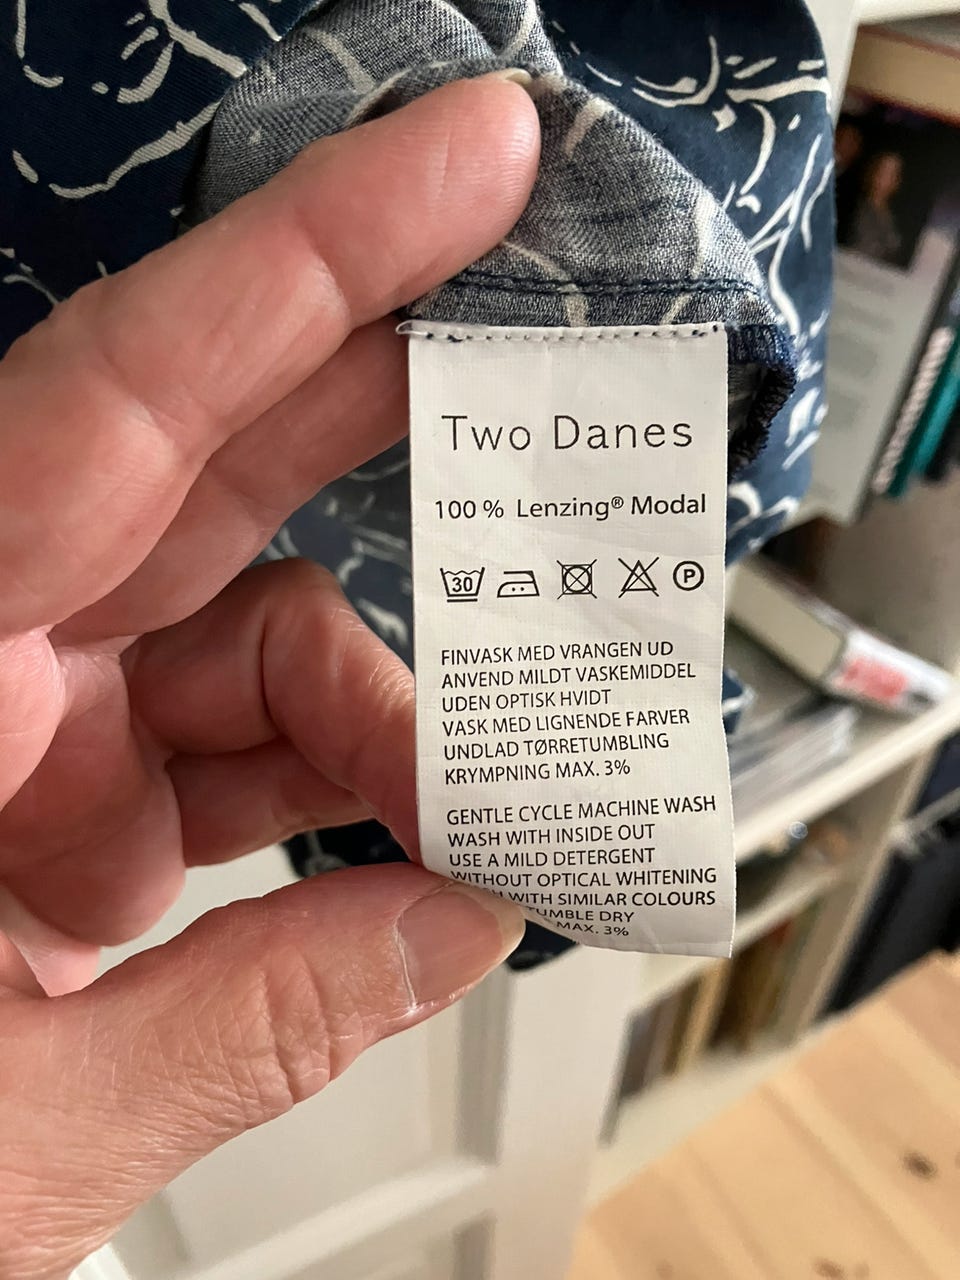 Two Danes
100 % Lenzing® Modal
30 P
FINVASK MED VRANGEN UD
ANVEND MILDT VASKEMIDDEL
UDEN OPTISK HVIDT
VASK MED LIGNENDE FARVER
UNDLAD TØRRETUMBLING
KRYMPNING MAX. 3%
GENTLE CYCLE MACHINE WASH
WASH WITH INSIDE OUT
USE A MILD DETERGENT
WITHOUT OPTICAL WHITENING
WITH SIMILAR COLOURS
TUMBLE DRY
MAX. 3%